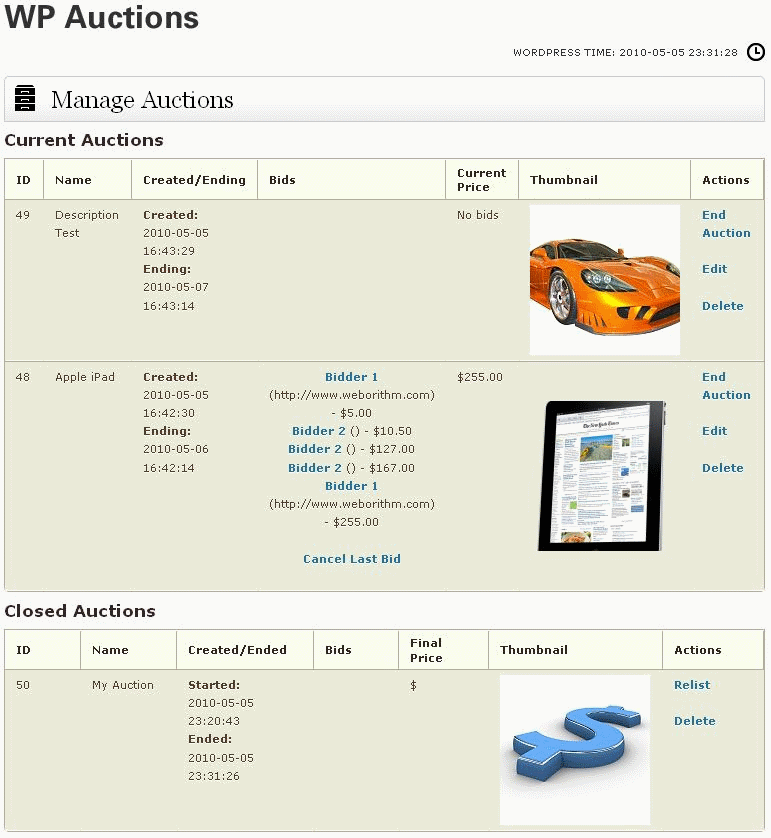 WP Auctions
WORDPRESS TIME: 2010-05-05 23:31:28
Manage Auctions
Current Auctions
ID Name Created/Ending Bids Current Price Thumbnail Actions
49
Description
Test
Created:
2010-05-05
16:43:29
Ending:
2010-05-07
16:43:14
No bids
End
Auction
Edit
Delete
48
Apple iPad
Created:
2010-05-05
16:42:30
Ending:
2010-05-06
16:42:14
Bidder 1
(http://www.weborithm.com)
- $5.00
Bidder 2 () - $10.50
Bidder 2 () - $127.00
Bidder 2 () - $167.00
Bidder 1
(http://www.weborithm.com)
- $255.00
Cancel Last Bid
$255.00
The New York Times
End
Auction
Edit
Delete
Closed Auctions
ID Name Created/Ended Bids Final Price Thumbnail Actions
50
My Auction
Started:
2010-05-05
23:20:43
Ended:
2010-05-05
23:31:26
$
Relist
Delete